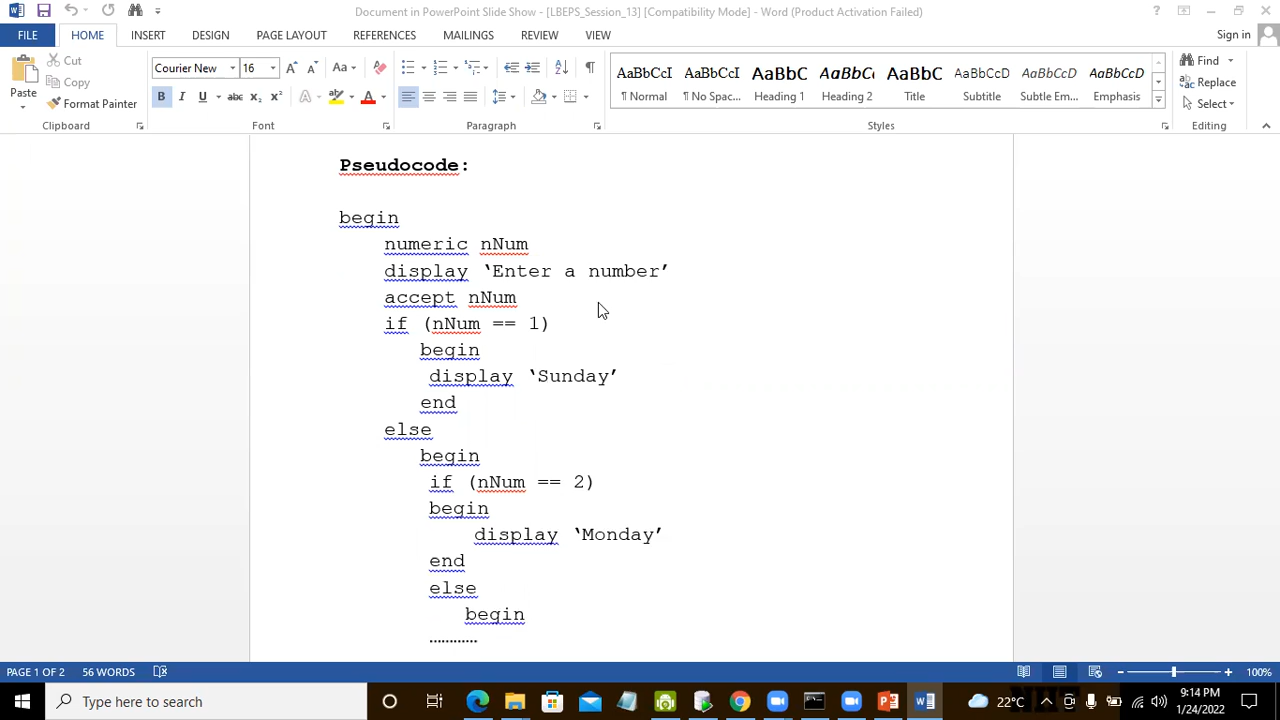 Document in PowerPoint Slide Show - [LBEPS_Session_13] [Compatibility Mode] - Word (Product Activation Failed)
FILE HOME INSERT DESIGN PAGE LAYOUT REFERENCES MAILINGS REVIEW VIEW Sign in
Paste
Cut
Copy
Format Painter
Courier New 16
AaBbCcI AaBbCcI AaBbC AaBbCc AaBbC AaBbCcD AaBbCcD AaBbCcD
¶ Normal ¶ No Spac... Heading 1 Heading 2 Title Subtitle Subtle Em... Emphasis
Find
Replace
Select
Clipboard Font Paragraph Styles Editing
Pseudocode:
begin
numeric nNum
display ‘Enter a number’
accept nNum
if (nNum == 1)
begin
display ‘Sunday’
end
else
begin
if (nNum == 2)
begin
display ‘Monday’
end
else
begin
…………
PAGE 1 OF 2 56 WORDS 100%
Type here to search
22°C
9:14 PM
1/24/2022